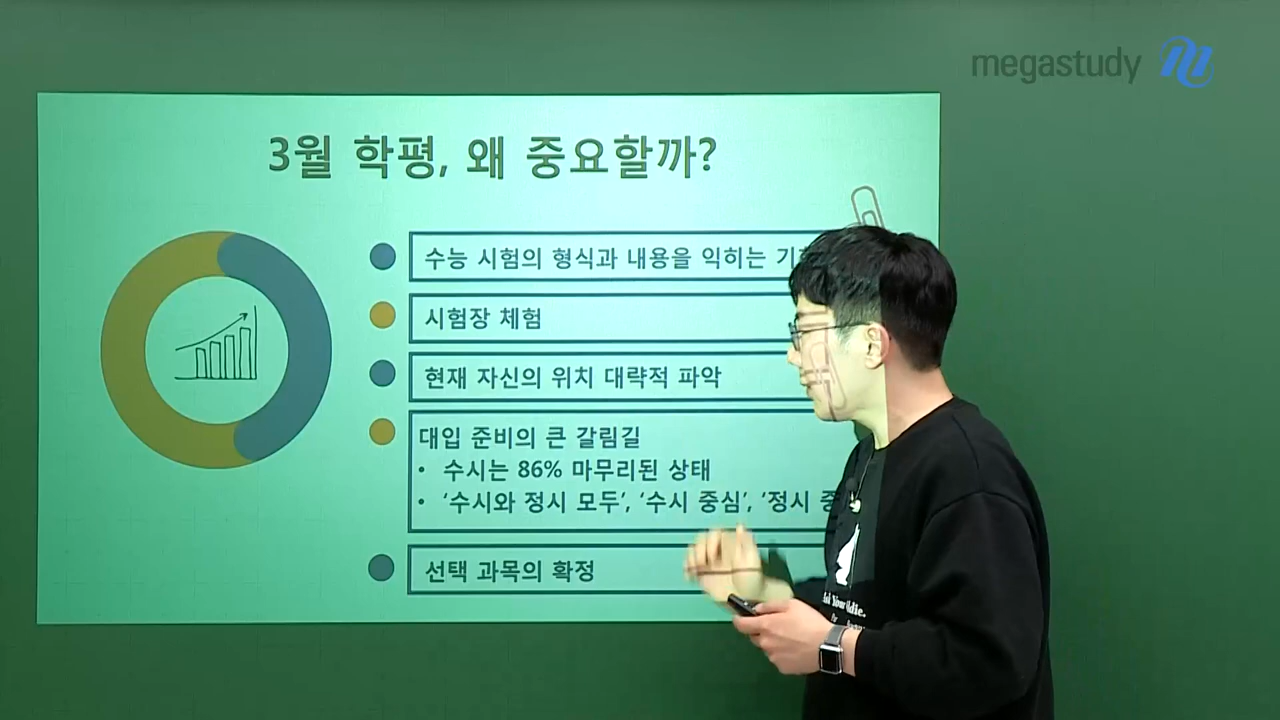 megastudy
3월 학평, 왜 중요할까?
수능 시험의 형식과 내용을 익히는
시험장 체험
현재 자신의 위치 대략적 파악
대입 준비의 큰 갈림길
• 수시는 86% 마무리된 상태
• ‘수시와 정시 모두’, ‘수시 중심’, ‘정시
선택 과목의 확정